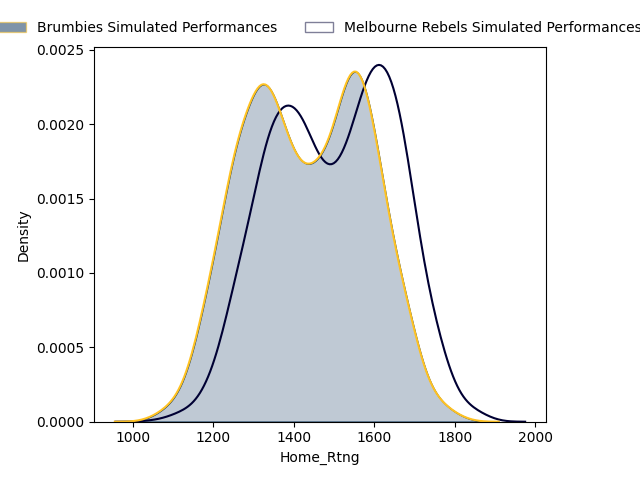 Brumbies Simulated Performances Melbourne Rebels Simulated Performances
0.0025
0.0020
0.0015
0.0010
0.0005
0.0000
Density
1000 1200 1400 1600 1800 2000
Home_Rtng